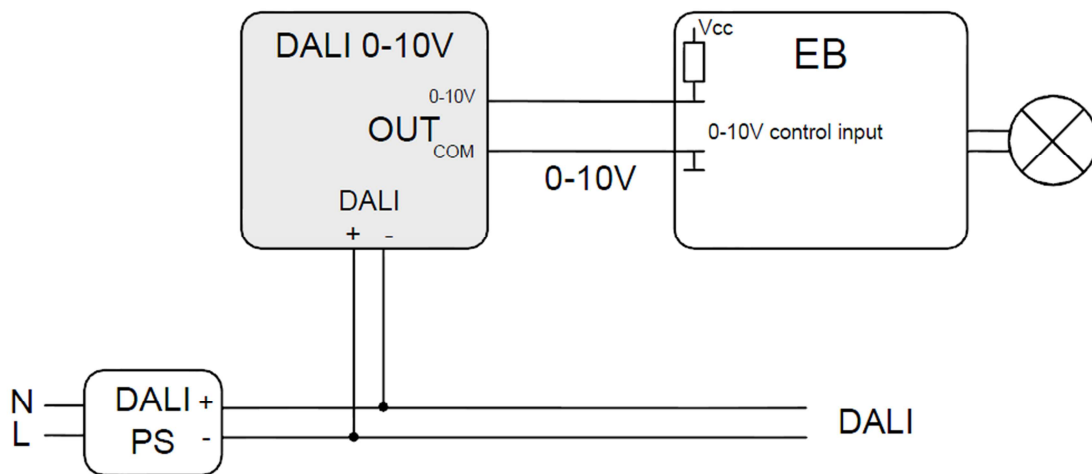 DALI 0-10V
0-10V
OUT
COM
DALI
+ -
0-10V
Vcc
EB
0-10V control input
N
L
DALI +
PS -
DALI